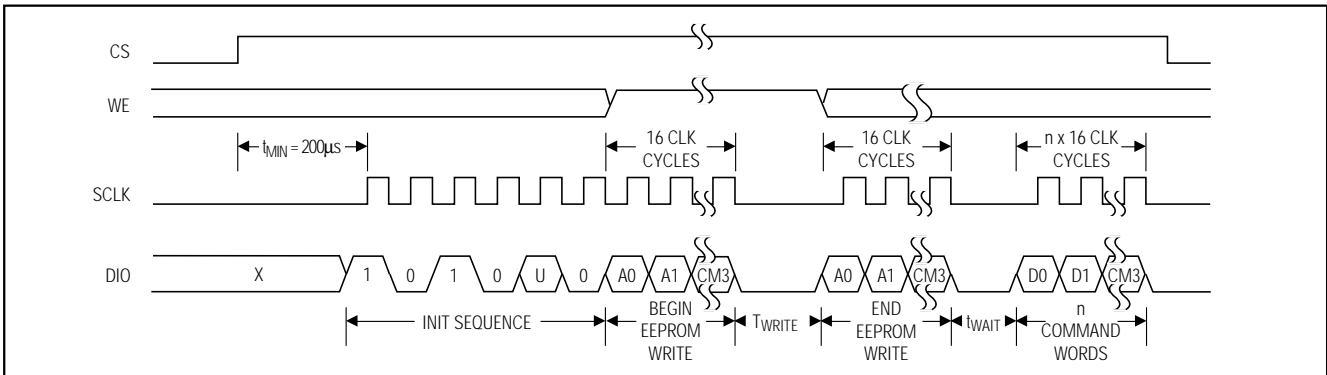 CS
WE
tMIN = 200µs
16 CLK
CYCLES
16 CLK
CYCLES
n x 16 CLK
CYCLES
SCLK
DIO
X 1 0 1 0 U 0 A0 A1 CM3 A0 A1 CM3 D0 D1 CM3
INIT SEQUENCE
BEGIN
EEPROM
WRITE
TWRITE
END
EEPROM
WRITE
tWAIT
n
COMMAND
WORDS